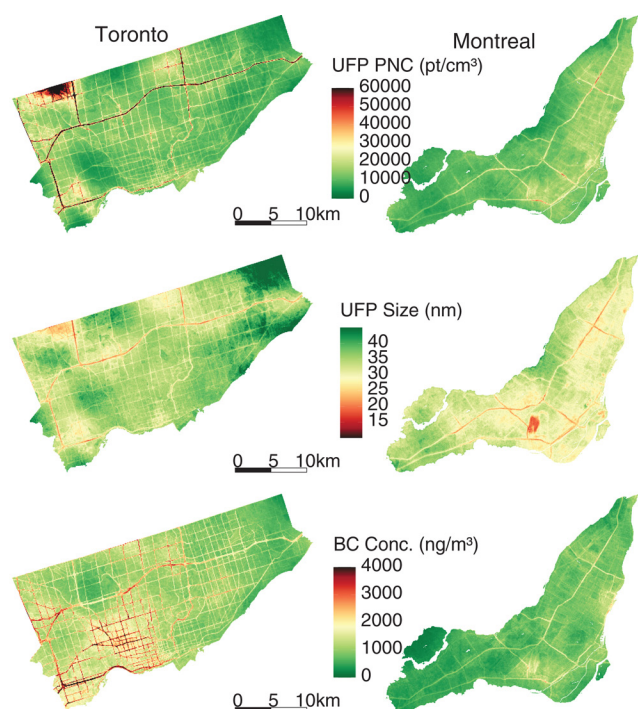 Toronto
Montreal
UFP PNC (pt/cm³)
60000
50000
40000
30000
20000
10000
0
0 5 10km
UFP Size (nm)
40
35
30
25
20
15
0 5 10km
BC Conc. (ng/m³)
4000
3000
2000
1000
0
0 5 10km